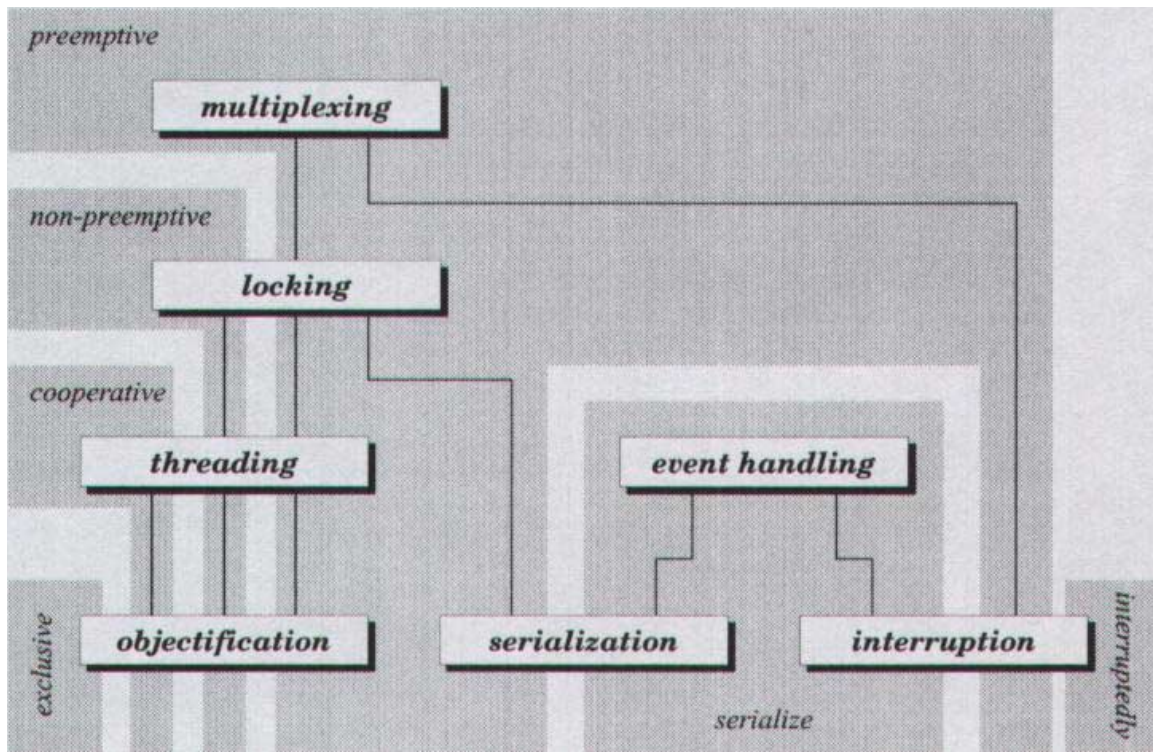 preemptive
multiplexing
non-preemptive
locking
cooperative
threading
event handling
objectification
serialization
interruption
exclusive
interruptedly
serialize